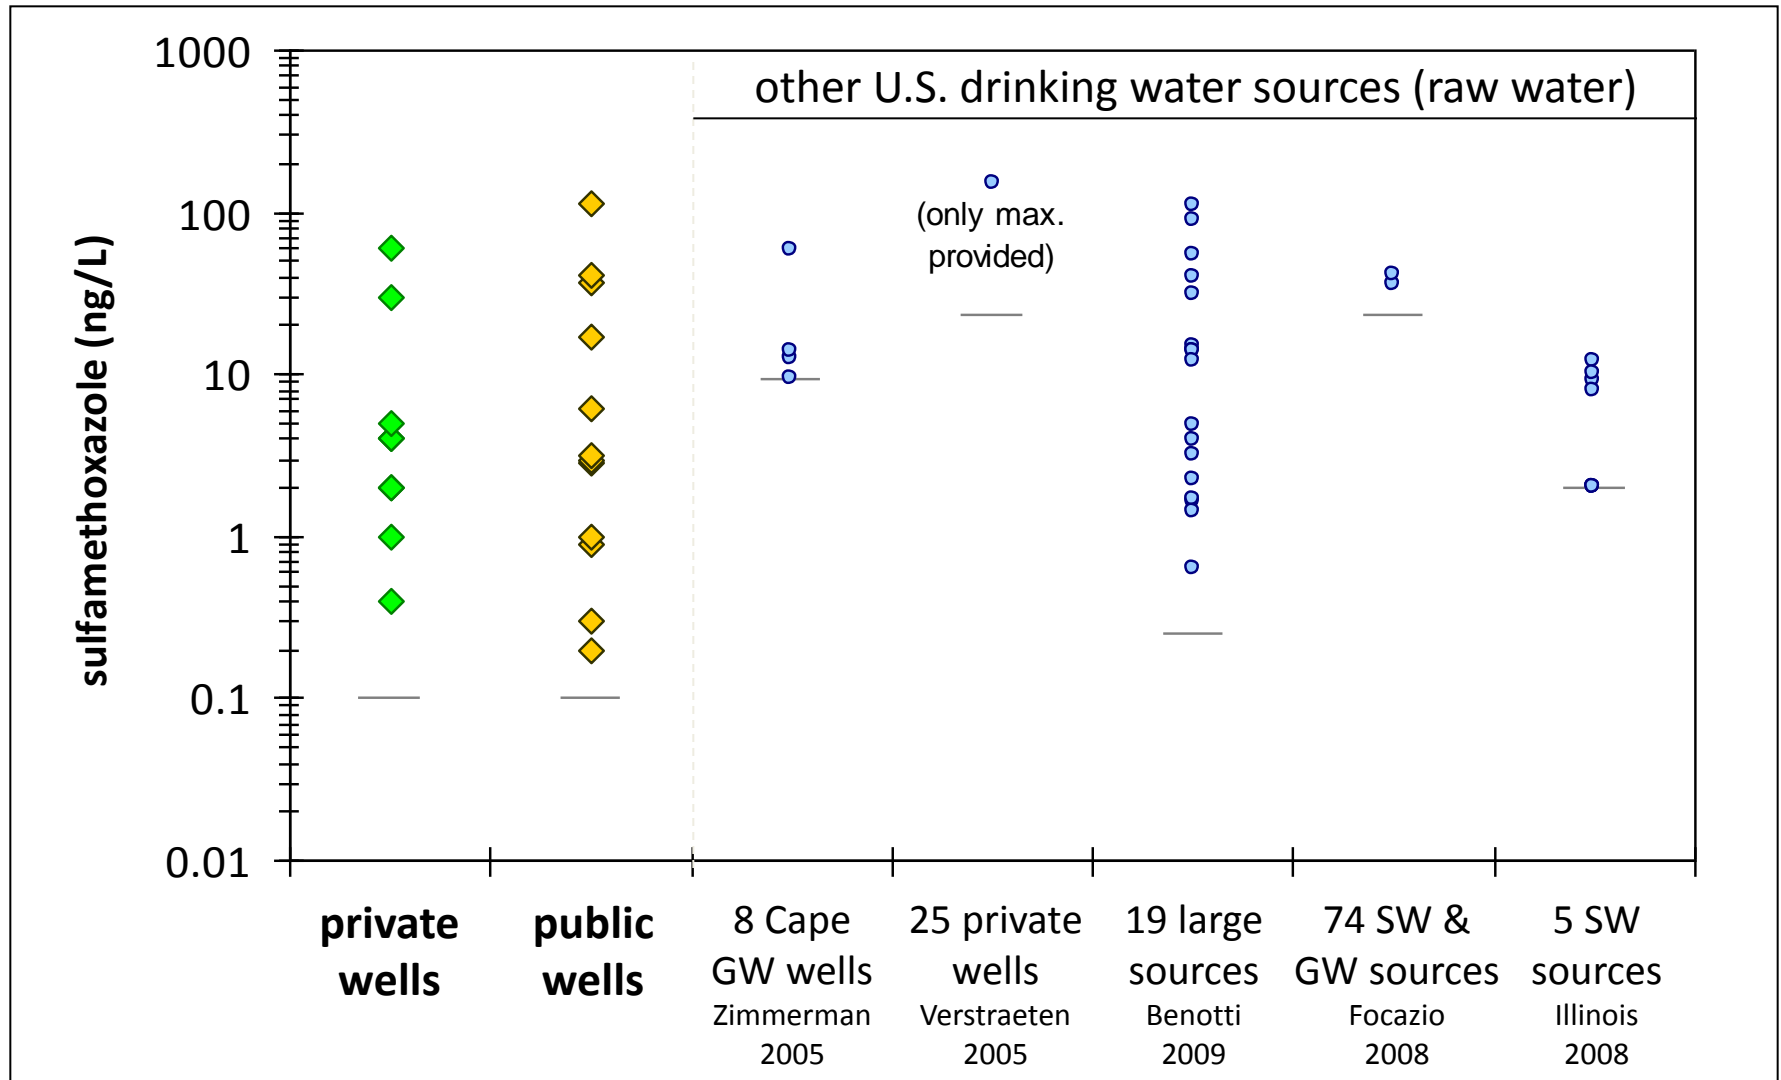 other U.S. drinking water sources (raw water)
1000
100
10
1
0.1
0.01
sulfamethoxazole (ng/L)
(only max.
provided)
private
wells
public
wells
8 Cape
GW wells
Zimmerman
2005
25 private
wells
Verstraeten
2005
19 large
sources
Benotti
2009
74 SW &
GW sources
Focazio
2008
5 SW
sources
Illinois
2008